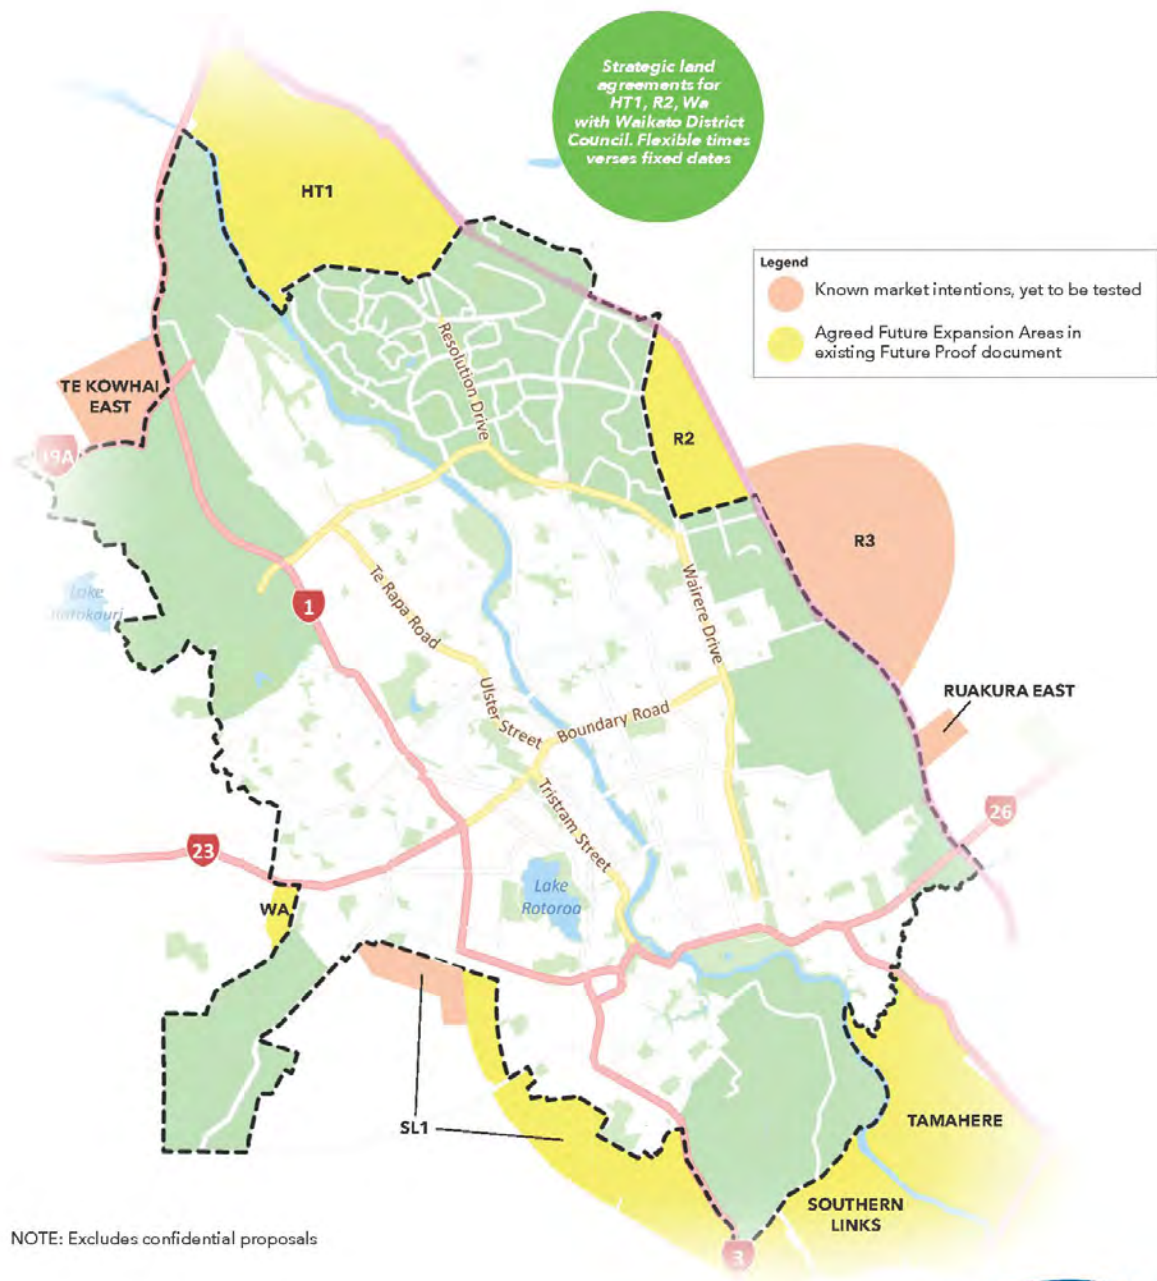 Strategic land
agreements for
HT1, R2, Wa
with Waikato District
Council. Flexible times
verses fixed dates
HT1
Legend
Known market intentions, yet to be tested
Agreed Future Expansion Areas in
existing Future Proof document
Resolution Drive
TE KOWHAI
EAST
R2
39A
R3
Lake
Rotokauri
1
Te Rapa Road
Wairere Drive
Ulster Street
Boundary Road
RUAKURA EAST
Tristram Street
26
23
Lake
Rotoroa
WA
SL1
TAMAHERE
SOUTHERN
LINKS
NOTE: Excludes confidential proposals
3